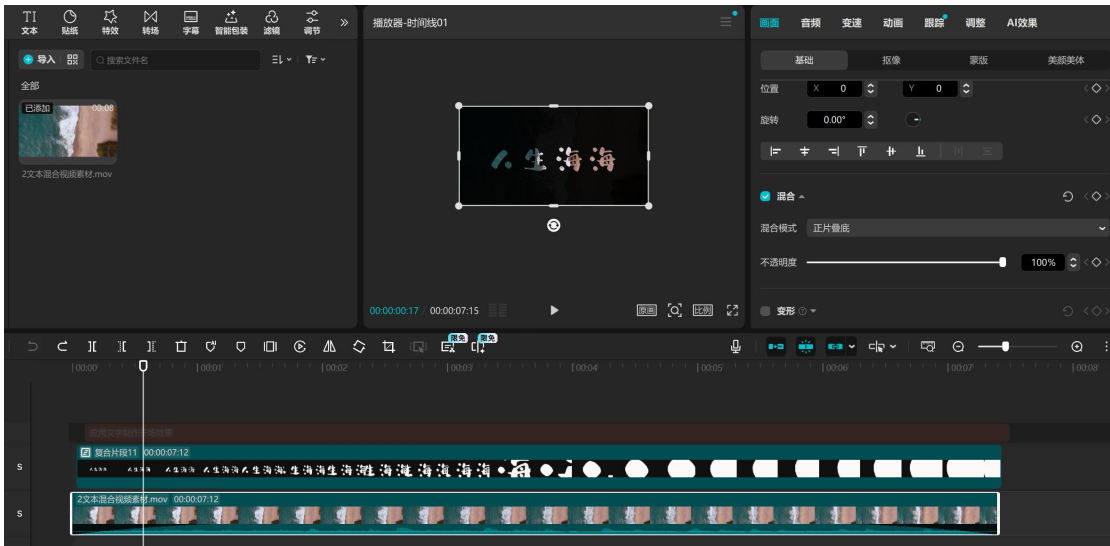 TI
文本 贴纸 特效 转场 字幕 智能包装 滤镜 调节
播放器-时间线01
画面 音频 变速 动画 跟踪 调整 AI效果
导入 搜索文件名
基础 抠像 蒙版 美颜美体
全部
位置 X 0 Y 0
已添加 00:08
旋转 0.00°
人生海海
2文本混合视频素材.mov
混合
混合模式 正片叠底
不透明度 100%
00:00:00:17 / 00:00:07:15
原画 比例
变形
限免 限免
00:00 00:01 00:02 00:03 00:04 00:05 00:06 00:07 00:08
S 复合片段11 00:00:07:12
S 2文本混合视频素材.mov 00:00:07:12